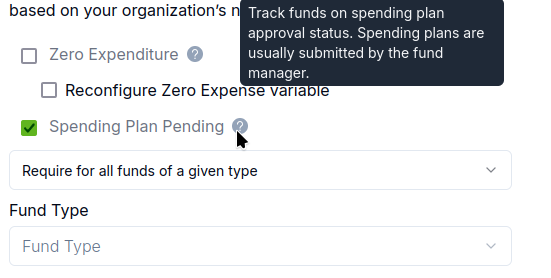 based on your organization's n
Track funds on spending plan
approval status. Spending plans are
usually submitted by the fund
manager.
Zero Expenditure ?
Reconfigure Zero Expense variable
Spending Plan Pending ?
Require for all funds of a given type
Fund Type
Fund Type